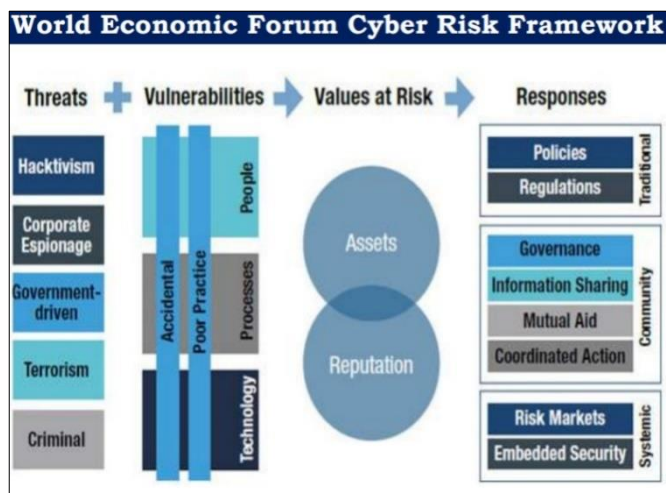 World Economic Forum Cyber Risk Framework
Threats + Vulnerabilities Values at Risk Responses
Hacktivism
Corporate
Espionage
Government-
driven
Terrorism
Criminal
Accidental
Poor Practice
People
Processes
Technology
Assets
Reputation
Policies
Regulations
Traditional
Governance
Information Sharing
Mutual Aid
Coordinated Action
Community
Risk Markets
Embedded Security
Systemic